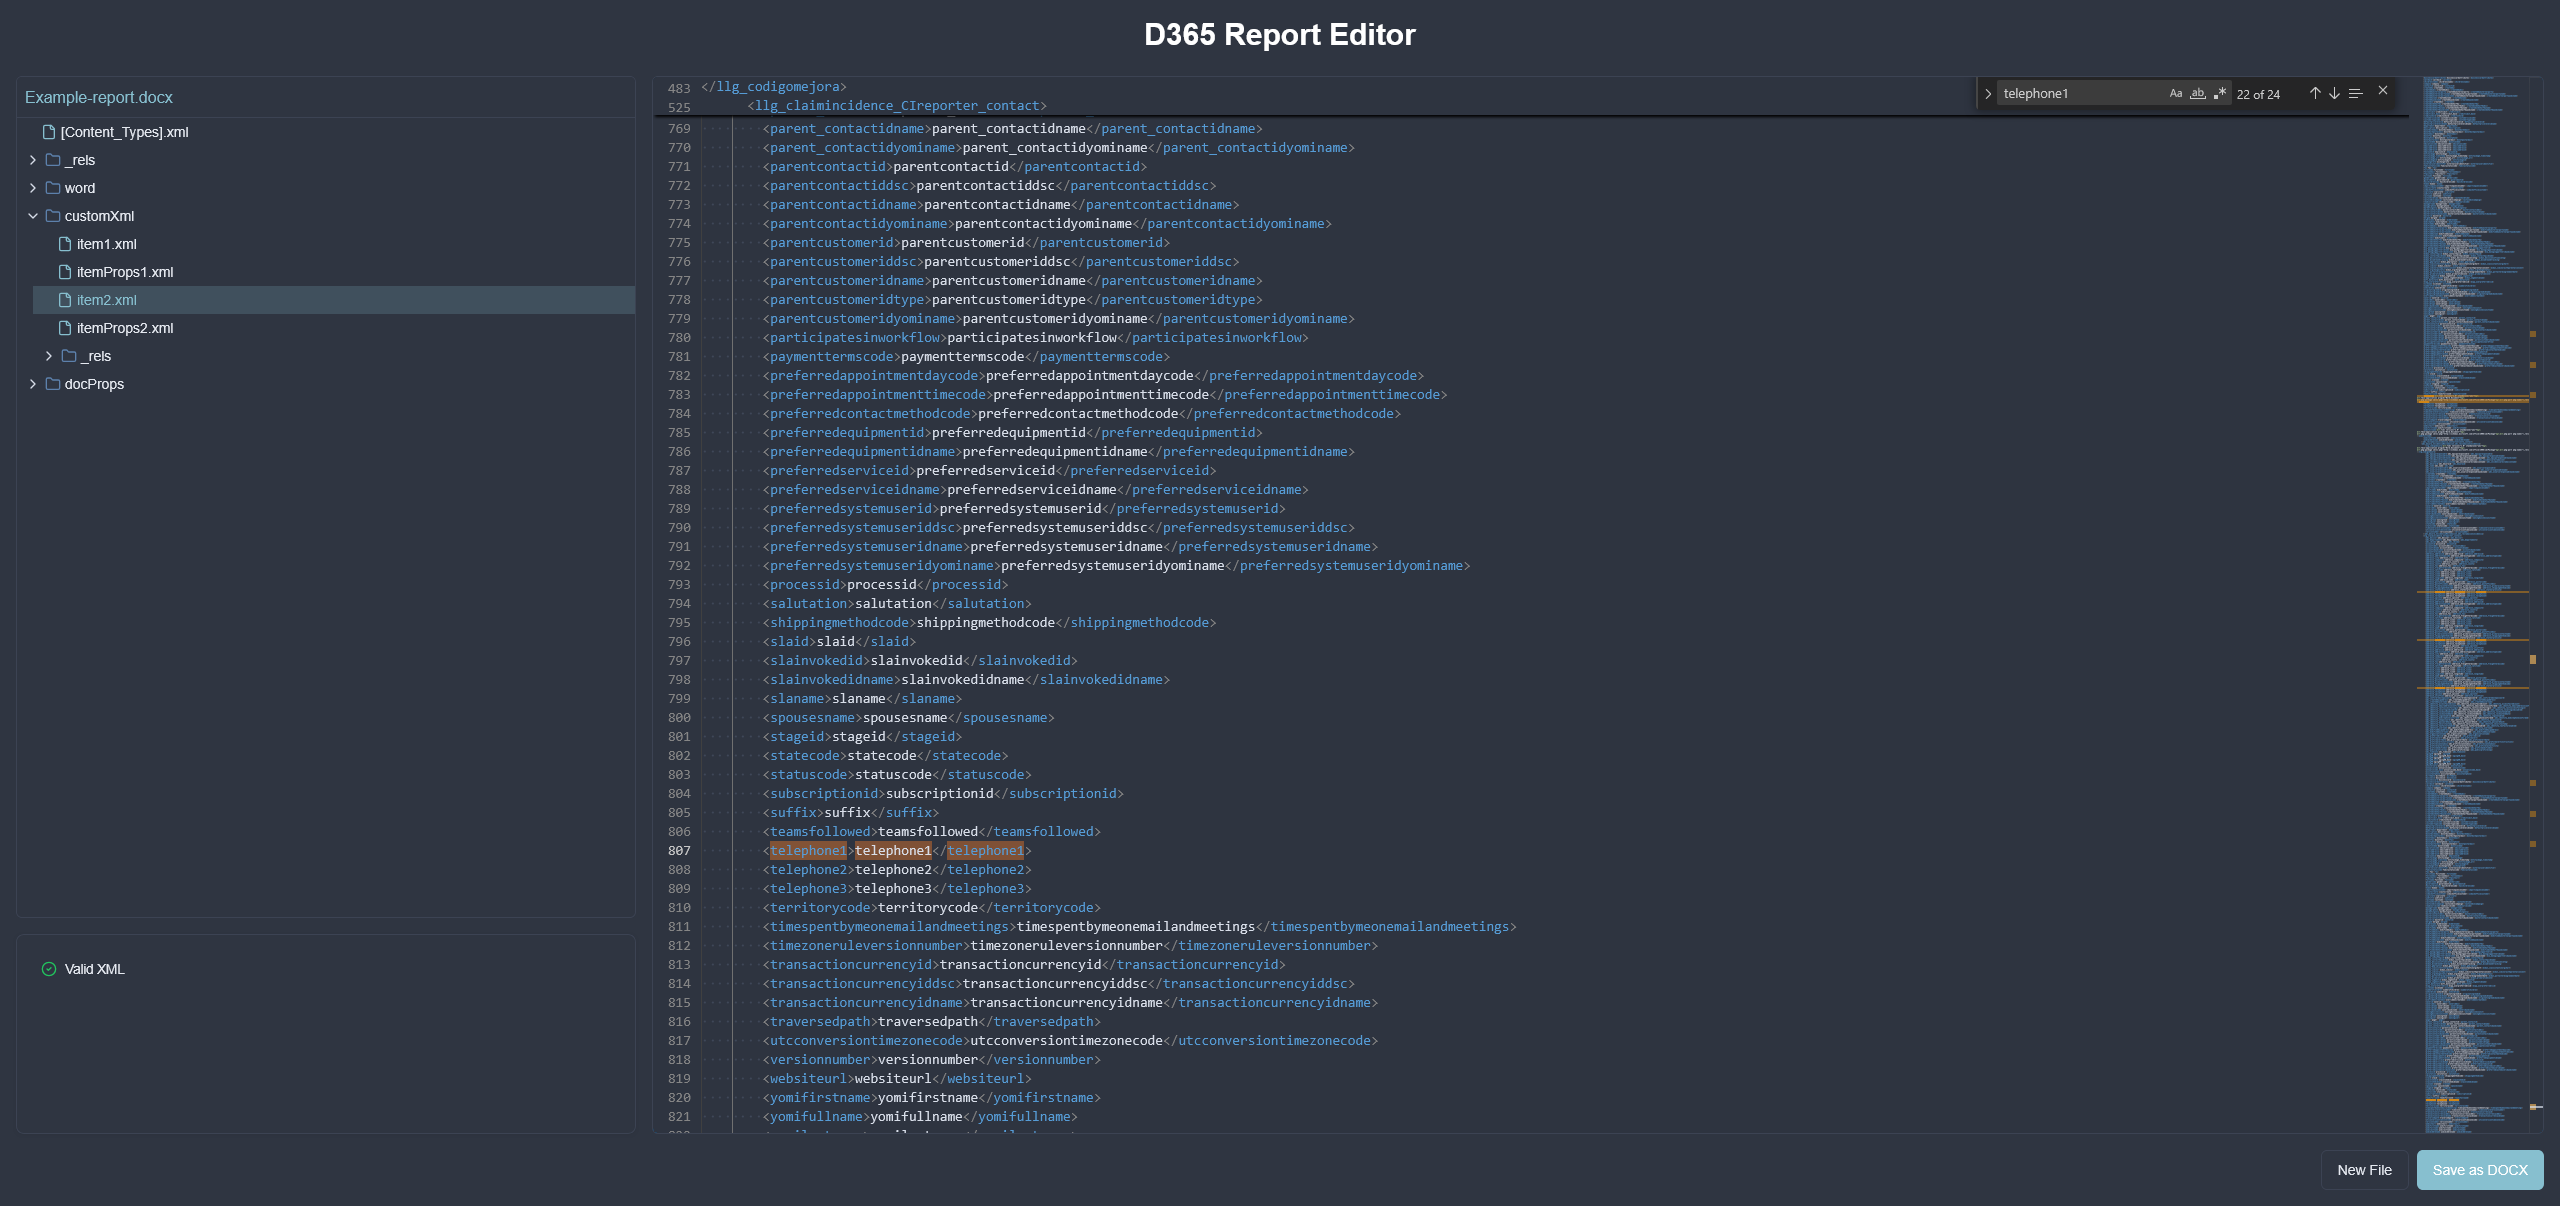 D365 Report Editor
Example-report.docx
[Content_Types].xml
_rels
word
customXml
item1.xml
itemProps1.xml
item2.xml
itemProps2.xml
_rels
docProps
Valid XML
483 </llg_codigomejora>
525 <llg_claimincidence_CIreporter_contact>
telephone1 Aa ab .* 22 of 24
769 <parent_contactidname>parent_contactidname</parent_contactidname>
770 <parent_contactidyominame>parent_contactidyominame</parent_contactidyominame>
771 <parentcontactid>parentcontactid</parentcontactid>
772 <parentcontactiddsc>parentcontactiddsc</parentcontactiddsc>
773 <parentcontactidname>parentcontactidname</parentcontactidname>
774 <parentcontactidyominame>parentcontactidyominame</parentcontactidyominame>
775 <parentcustomerid>parentcustomerid</parentcustomerid>
776 <parentcustomeriddsc>parentcustomeriddsc</parentcustomeriddsc>
777 <parentcustomeridname>parentcustomeridname</parentcustomeridname>
778 <parentcustomeridtype>parentcustomeridtype</parentcustomeridtype>
779 <parentcustomeridyominame>parentcustomeridyominame</parentcustomeridyominame>
780 <participatesinworkflow>participatesinworkflow</participatesinworkflow>
781 <paymenttermscode>paymenttermscode</paymenttermscode>
782 <preferredappointmentdaycode>preferredappointmentdaycode</preferredappointmentdaycode>
783 <preferredappointmenttimecode>preferredappointmenttimecode</preferredappointmenttimecode>
784 <preferredcontactmethodcode>preferredcontactmethodcode</preferredcontactmethodcode>
785 <preferredequipmentid>preferredequipmentid</preferredequipmentid>
786 <preferredequipmentidname>preferredequipmentidname</preferredequipmentidname>
787 <preferredserviceid>preferredserviceid</preferredserviceid>
788 <preferredserviceidname>preferredserviceidname</preferredserviceidname>
789 <preferredsystemuserid>preferredsystemuserid</preferredsystemuserid>
790 <preferredsystemuseriddsc>preferredsystemuseriddsc</preferredsystemuseriddsc>
791 <preferredsystemuseridname>preferredsystemuseridname</preferredsystemuseridname>
792 <preferredsystemuseridyominame>preferredsystemuseridyominame</preferredsystemuseridyominame>
793 <processid>processid</processid>
794 <salutation>salutation</salutation>
795 <shippingmethodcode>shippingmethodcode</shippingmethodcode>
796 <slaid>slaid</slaid>
797 <slainvokedid>slainvokedid</slainvokedid>
798 <slainvokedidname>slainvokedidname</slainvokedidname>
799 <slaname>slaname</slaname>
800 <spousesname>spousesname</spousesname>
801 <stageid>stageid</stageid>
802 <statecode>statecode</statecode>
803 <statuscode>statuscode</statuscode>
804 <subscriptionid>subscriptionid</subscriptionid>
805 <suffix>suffix</suffix>
806 <teamsfollowed>teamsfollowed</teamsfollowed>
807 <telephone1>telephone1</telephone1>
808 <telephone2>telephone2</telephone2>
809 <telephone3>telephone3</telephone3>
810 <territorycode>territorycode</territorycode>
811 <timespentbymeonemailandmeetings>timespentbymeonemailandmeetings</timespentbymeonemailandmeetings>
812 <timezoneruleversionnumber>timezoneruleversionnumber</timezoneruleversionnumber>
813 <transactioncurrencyid>transactioncurrencyid</transactioncurrencyid>
814 <transactioncurrencyiddsc>transactioncurrencyiddsc</transactioncurrencyiddsc>
815 <transactioncurrencyidname>transactioncurrencyidname</transactioncurrencyidname>
816 <traversedpath>traversedpath</traversedpath>
817 <utcconversiontimezonecode>utcconversiontimezonecode</utcconversiontimezonecode>
818 <versionnumber>versionnumber</versionnumber>
819 <websiteurl>websiteurl</websiteurl>
820 <yomifirstname>yomifirstname</yomifirstname>
821 <yomifullname>yomifullname</yomifullname>
New File
Save as DOCX